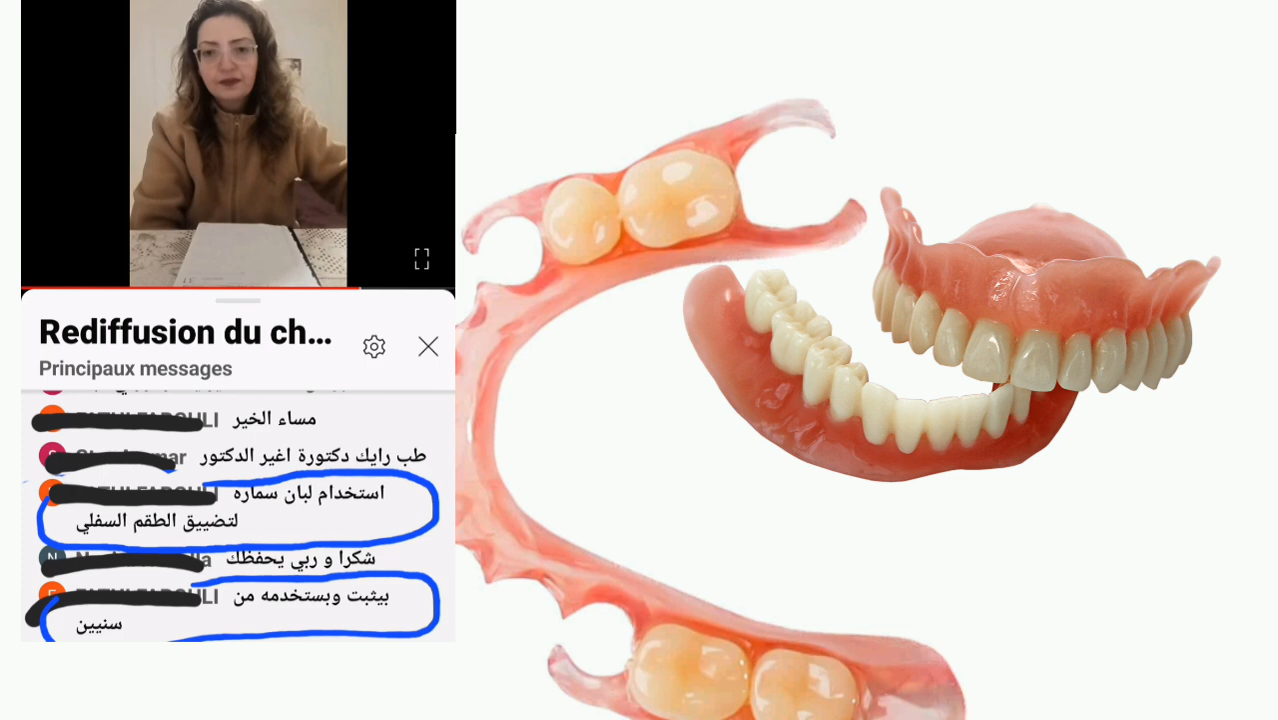 Rediffusion du ch...
Principaux messages
مساء الخير
طب رايك دكتورة اغير الدكتور
استخدام لبان سماره
لتضييق الطقم السفلي
شكرا و ربي يحفظك
بيثبت وبستخدمه من
سنيين